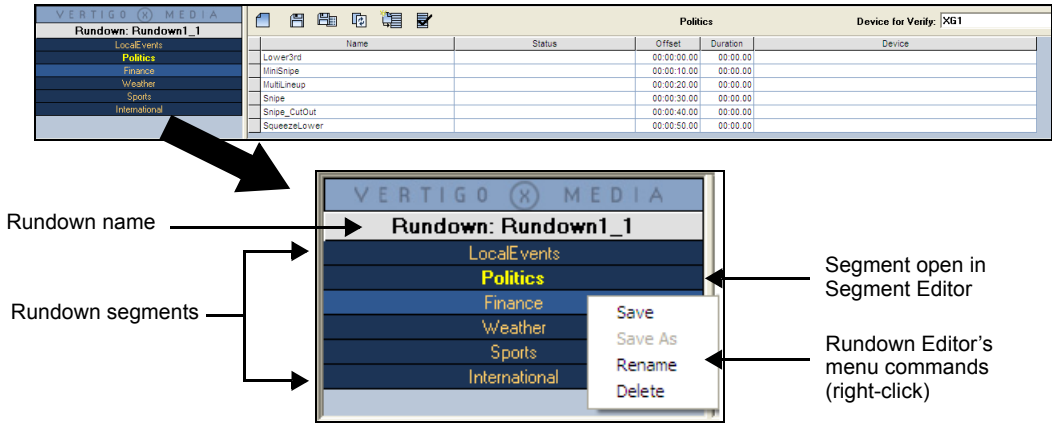 VERTIGO X MEDIA
Rundown: Rundown1_1
LocalEvents
Politics
Finance
Weather
Sports
International
Politics
Device for Verify: XG1
Name Status Offset Duration Device
Lower3rd 00:00:00.00 00:00.00
MiniSnipe 00:00:10.00 00:00.00
MultiLineup 00:00:20.00 00:00.00
Snipe 00:00:30.00 00:00.00
Snipe_CutOut 00:00:40.00 00:00.00
SqueezeLower 00:00:50.00 00:00.00
VERTIGO X MEDIA
Rundown: Rundown1_1
LocalEvents
Politics
Finance
Weather
Sports
International
Save
Save As
Rename
Delete
Rundown name
Rundown segments
Segment open in
Segment Editor
Rundown Editor's
menu commands
(right-click)